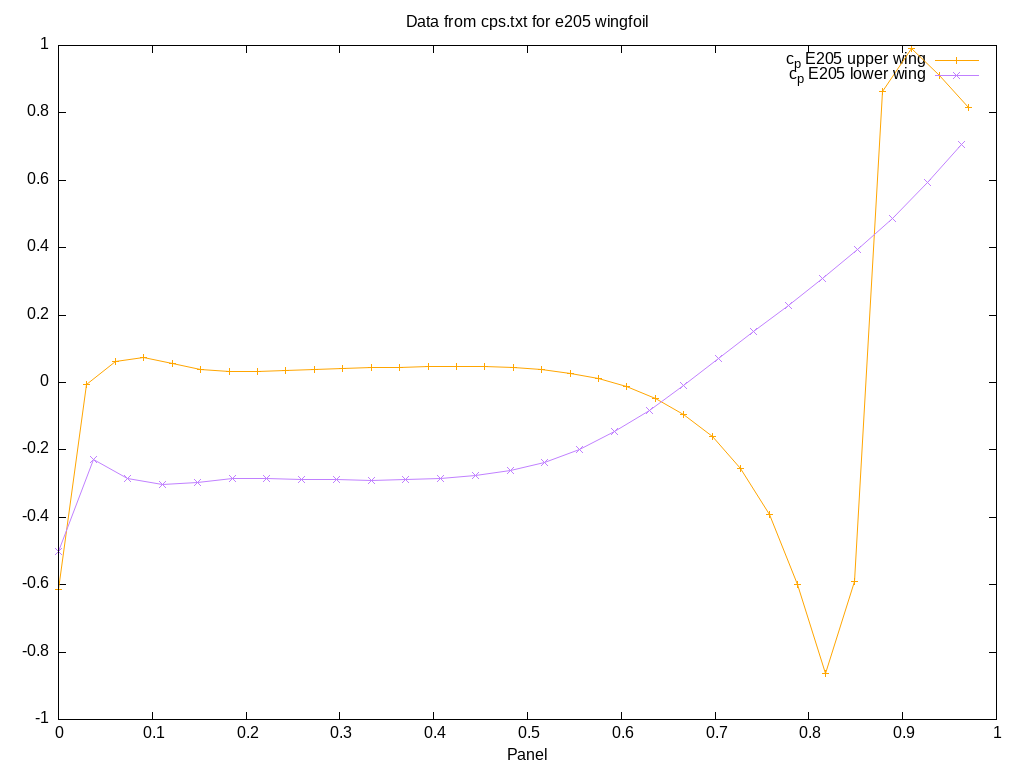 Data from cps.txt for e205 wingfoil
1
0.8
0.6
0.4
0.2
0
-0.2
-0.4
-0.6
-0.8
-1
cp E205 upper wing
cp E205 lower wing
0 0.1 0.2 0.3 0.4 0.5 0.6 0.7 0.8 0.9 1
Panel